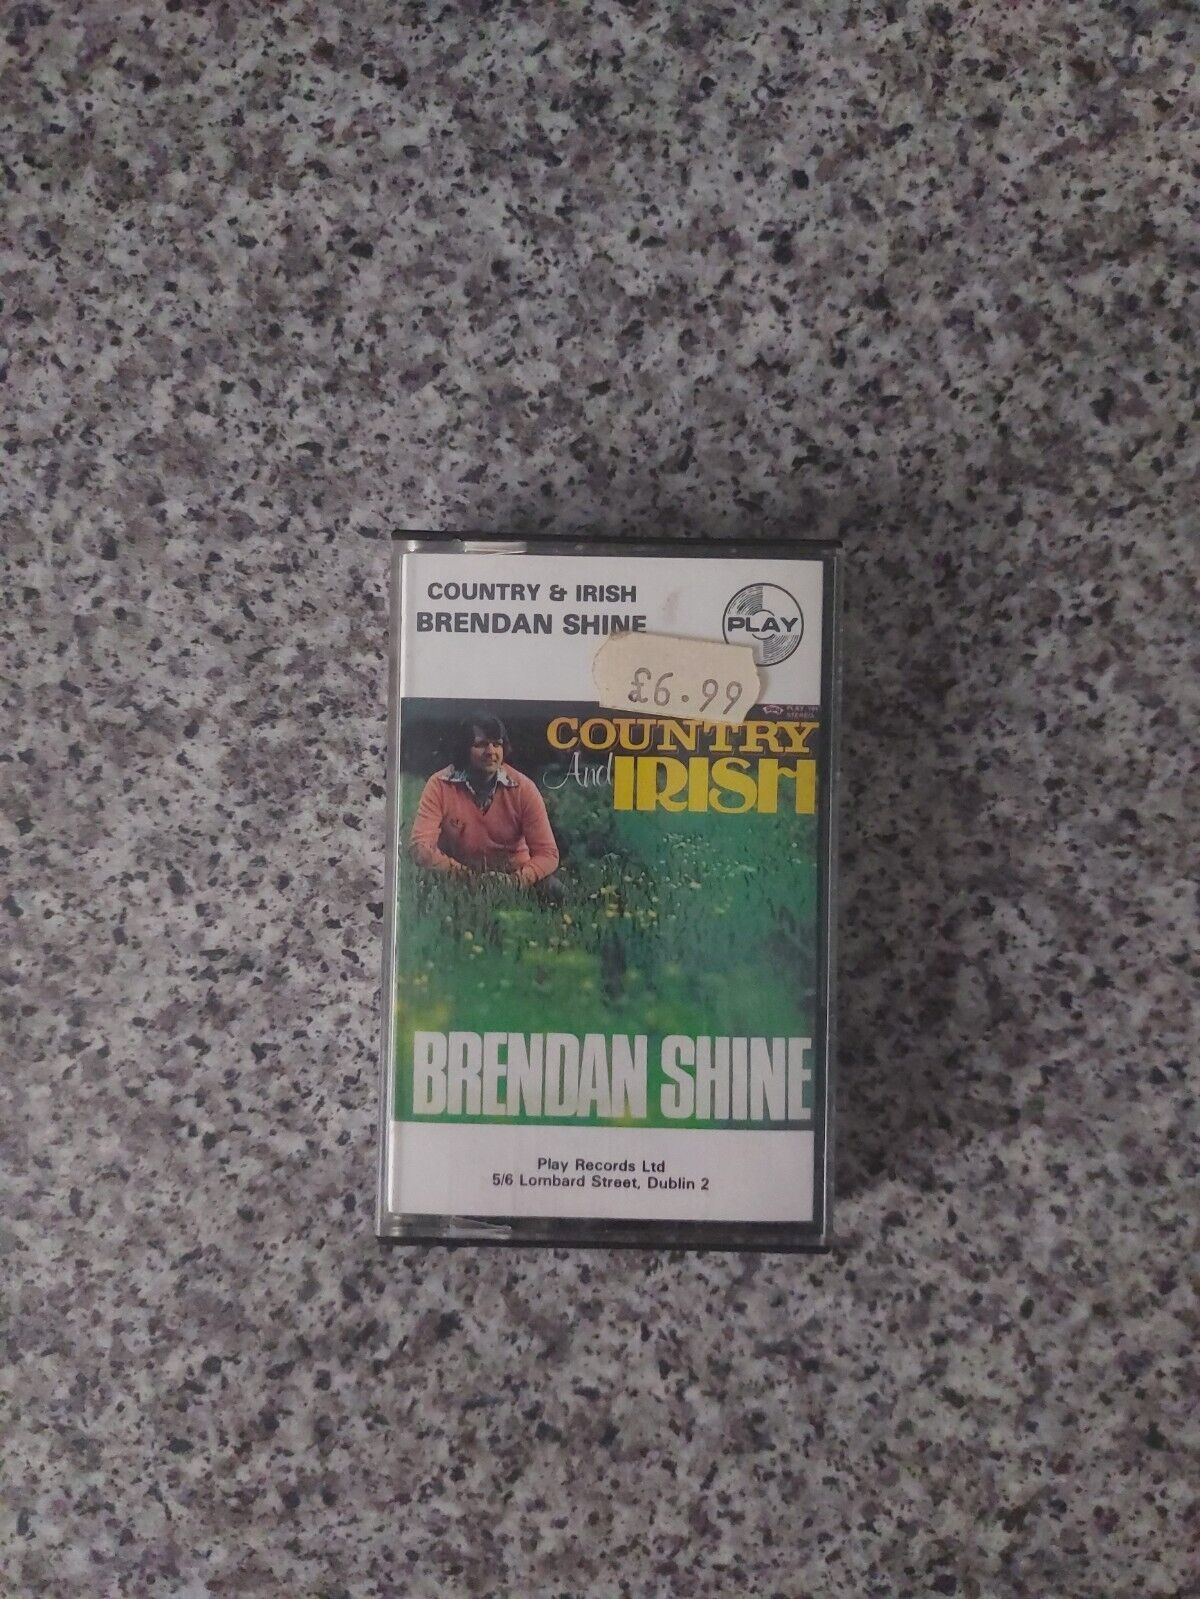 COUNTRY & IRISH
BRENDAN SHINE
PLAY
£6.99
STEREO
COUNTRY
And IRISH
BRENDAN SHINE
Play Records Ltd
5/6 Lombard Street, Dublin 2